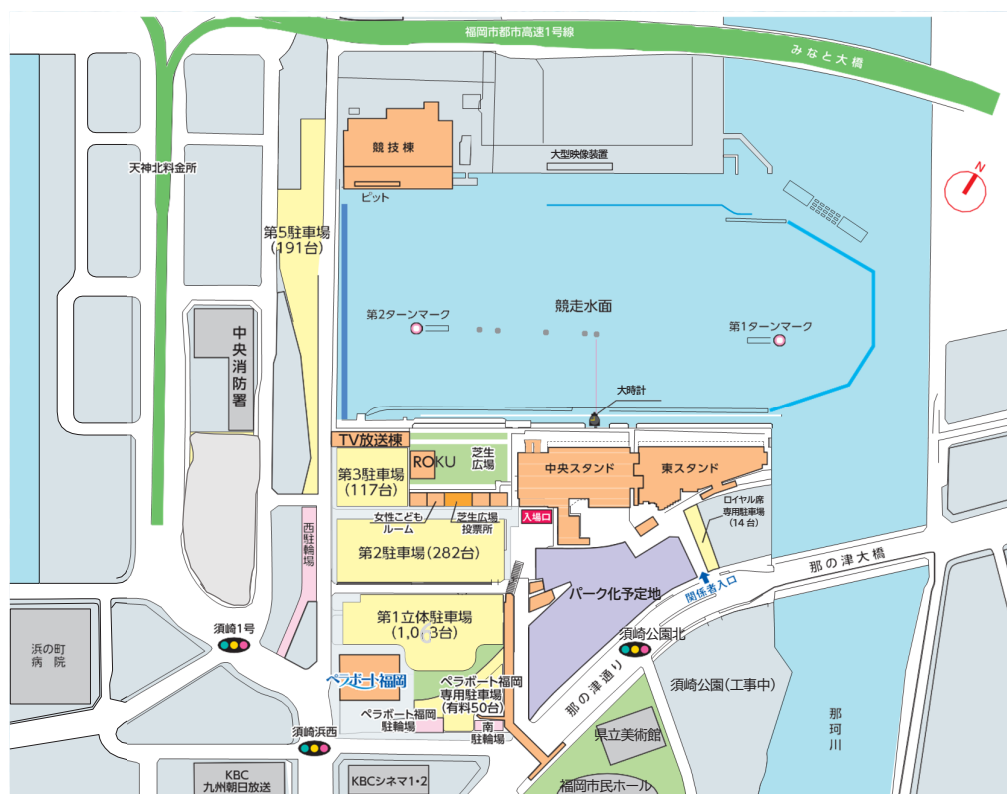 福岡市都市高速1号線
みなと大橋
天神北料金所
競技棟
大型映像装置
ピット
N
第5駐車場
(191台)
競走水面
第2ターンマーク
第1ターンマーク
中央消防署
大時計
TV放送棟
ROKU
芝生
広場
中央スタンド
東スタンド
第3駐車場
(117台)
ロイヤル席
専用駐車場
(14台)
女性こども
ルーム
芝生広場
投票所
入場口
西駐輪場
第2駐車場(282台)
那の津大橋
関係者入口
パーク化予定地
第1立体駐車場
須崎1号
須崎公園北
浜の町
病院
ペラボート福岡
ペラボート福岡
専用駐車場
(有料50台)
須崎公園(工事中)
那の津通り
ペラボート福岡
駐輪場
南
駐輪場
那珂川
須崎浜西
県立美術館
KBC
九州朝日放送
KBCシネマ1・2
福岡市民ホール